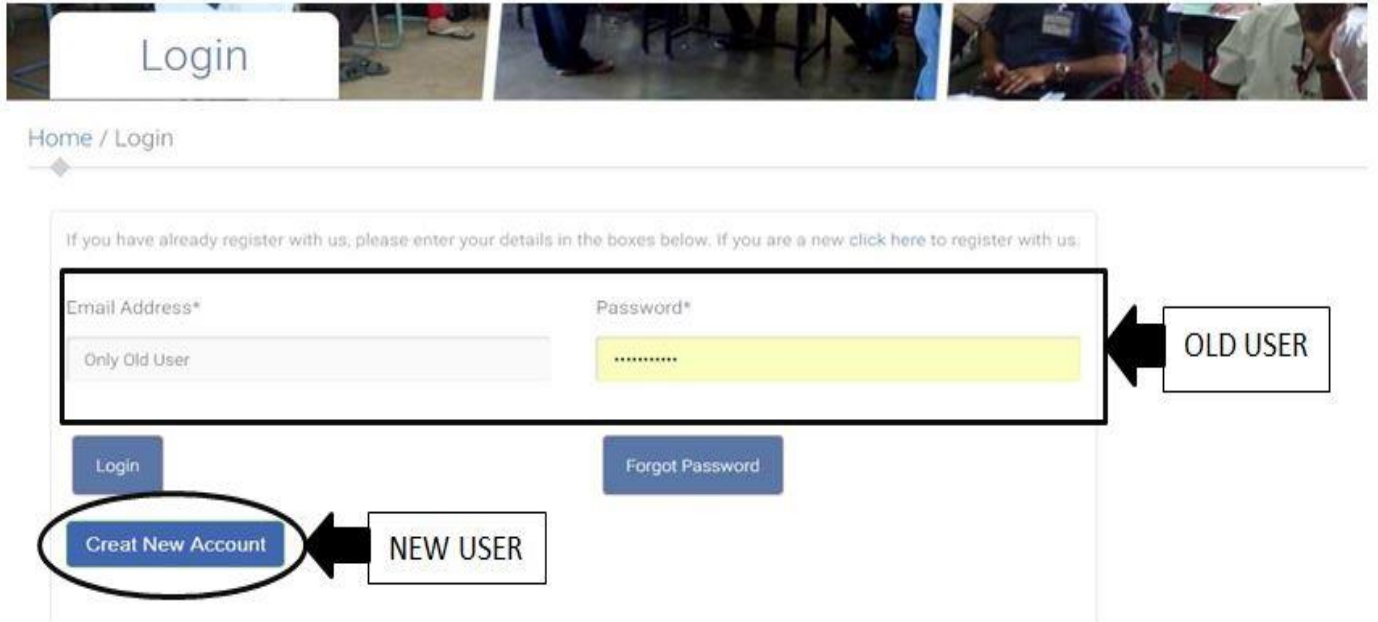 Login
Home / Login
If you have already register with us, please enter your details in the boxes below. If you are a new click here to register with us.
Email Address*
Password*
Only Old User
•••••••••••
OLD USER
Login
Forgot Password
Creat New Account
NEW USER